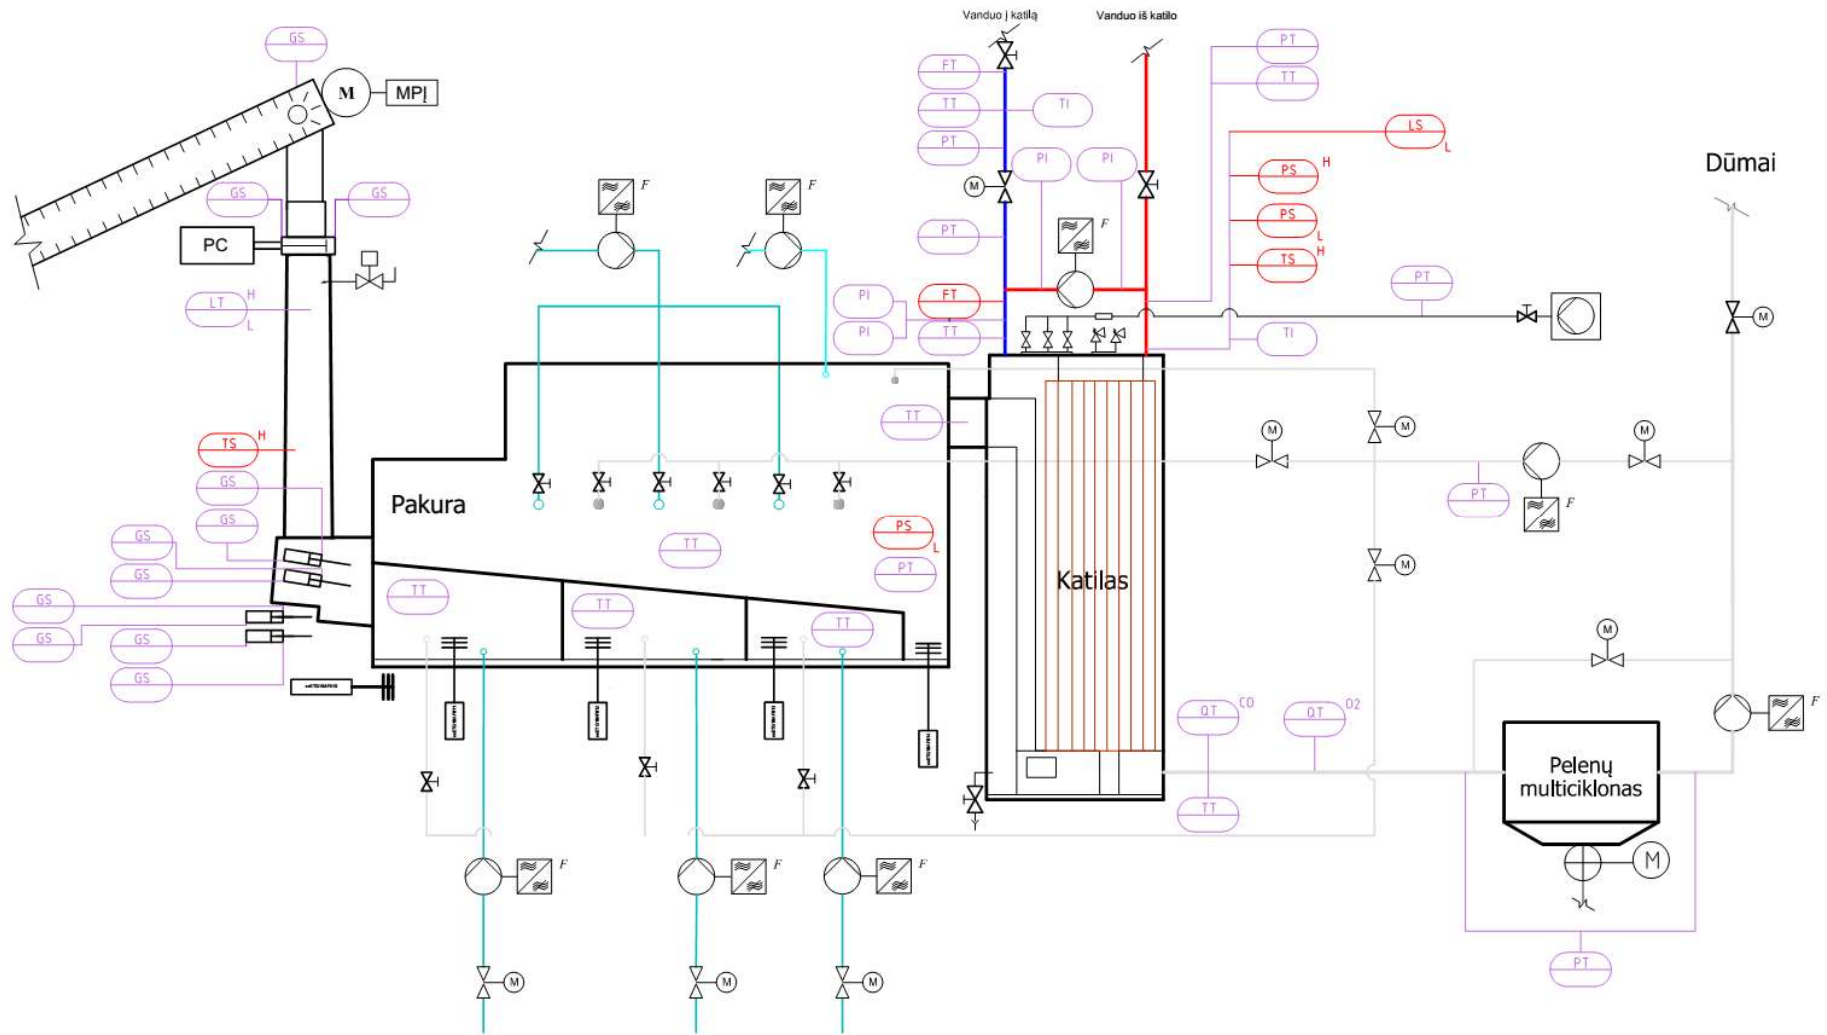 Vanduo į katilą
Vanduo iš katilo
GS
M
MPĮ
FT
TT
TI
PT
PT
TT
LS
L
PS
H
PS
L
TS
H
Dūmai
GS
GS
PC
F
F
PI
PI
M
PT
F
LT
H
L
PI
PI
FT
TT
PT
TI
M
TS
H
GS
GS
GS
GS
GS
GS
GS
GS
Pakura
TT
TT
PS
L
PT
TT
TT
TT
Katilas
M
M
M
M
PT
F
M
QT
CO
QT
O2
TT
F
Pelenų
multiciklonas
M
F
F
F
M
M
M
PT